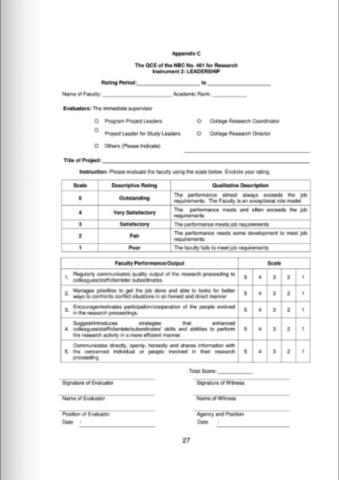 Appendix C
The QCE of the NBC No. 461 for Research
Instrument 2: LEADERSHIP
Rating Period: to
Name of Faculty: Academic Rank:
Evaluators: The immediate supervisor
O Program Project Leaders O College Research Coordinator
O Project Leader for Study Leaders O College Research Director
O Others (Please Indicate)
Title of Project:
Instruction: Please evaluate the faculty using the scale below. Encircle your rating.
Scale Descriptive Rating Qualitative Description
5 Outstanding The performance almost always exceeds the job
requirements. The Faculty is an exceptional role model
4 Very Satisfactory The performance meets and often exceeds the job
requirements
3 Satisfactory The performance meets job requirements
2 Fair The performance needs some development to meet job
requirements.
1 Poor The faculty fails to meet job requirements
Faculty Performance/Output Scale
1. Regularly communicates quality output of the research proceeding to
colleagues/staff/clientele/ subordinates. 5 4 3 2 1
2. Manages priorities to get the job done and able to looks for better
ways to confronts conflict situations in an honest and direct manner 5 4 3 2 1
3. Encourage/motivates participation/cooperation of the people evolved
in the research proceedings. 5 4 3 2 1
4. Suggest/introduces strategies that enhanced
colleagues/staff/clientele/subordinates' skills and abilities to perform
the research activity in a more efficient manner. 5 4 3 2 1
5. Communicates directly, openly, honestly and shares information with
the concerned individual or people involved in their research
proceeding 5 4 3 2 1
Total Score:
Signature of Evaluator Signature of Witness
Name of Evaluator Name of Witness
Position of Evaluator Agency and Position
Date : Date :
27